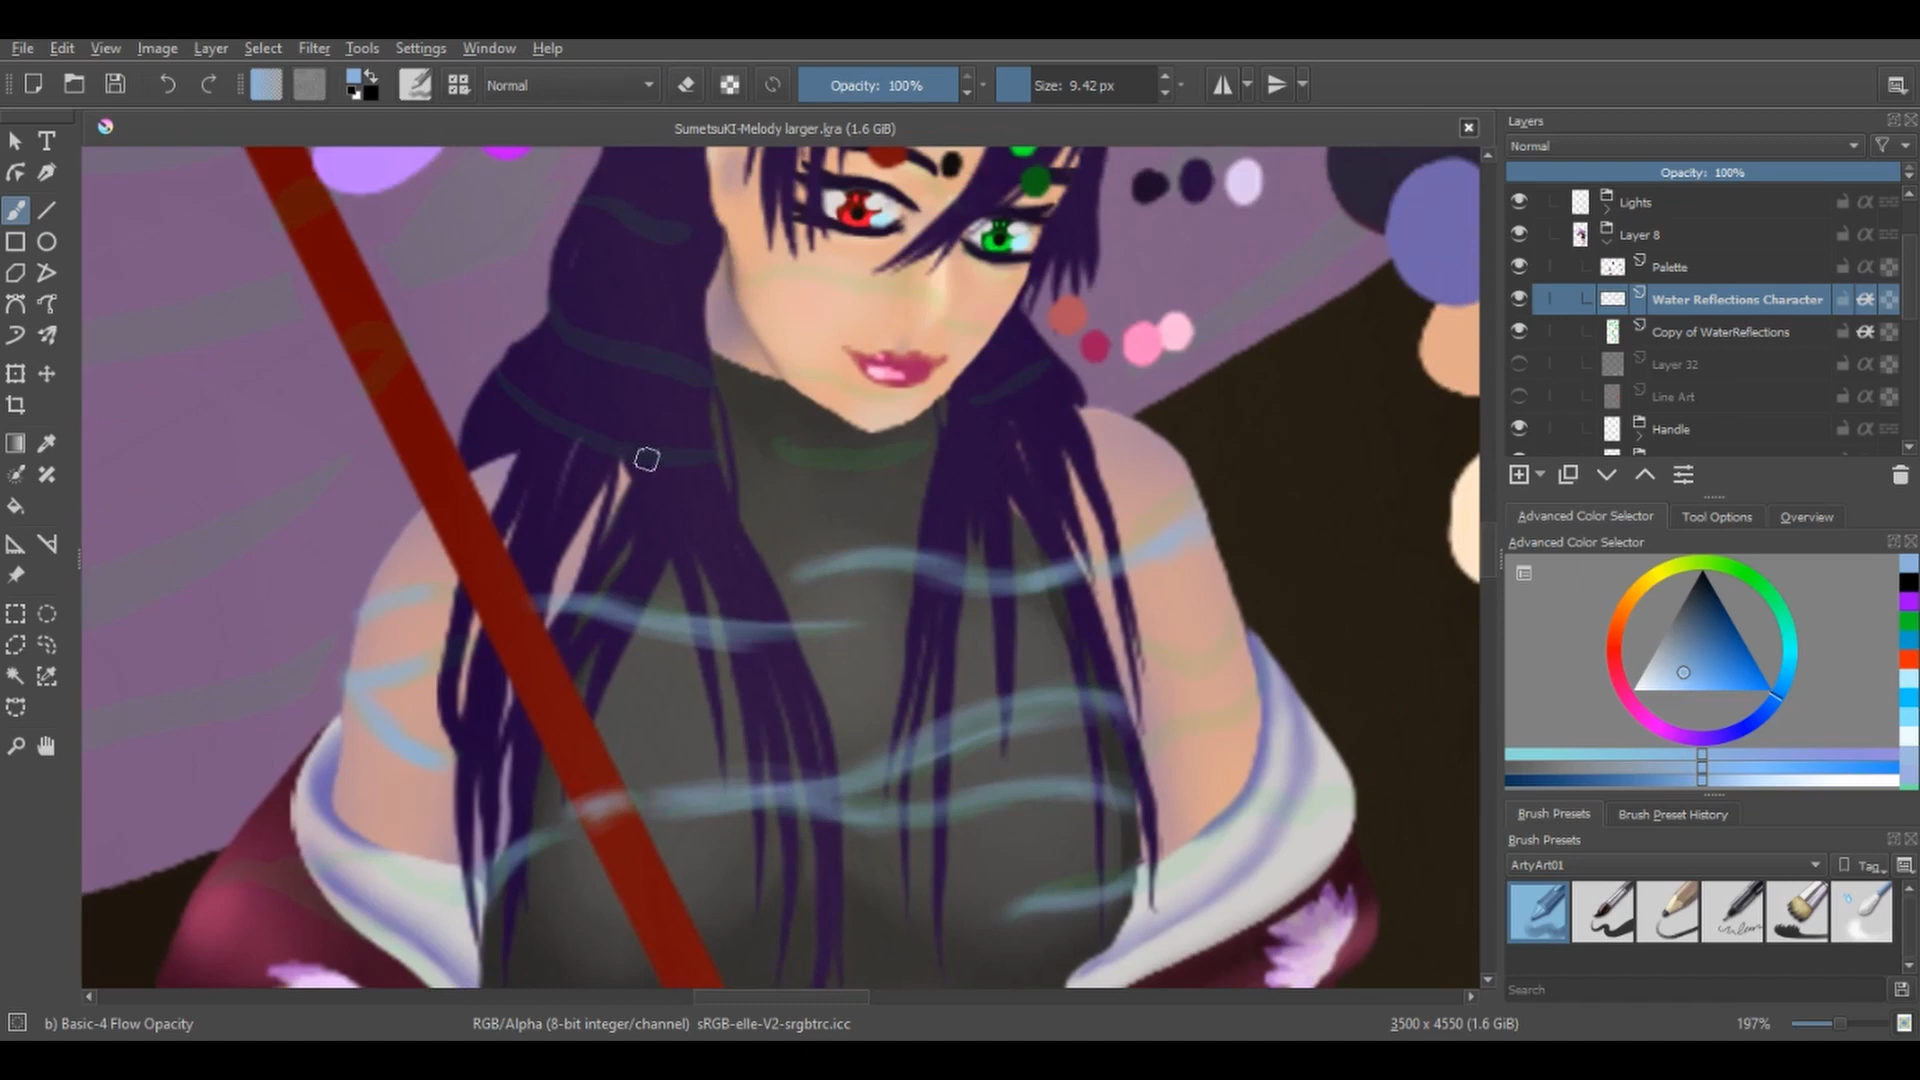 File Edit View Image Layer Select Filter Tools Settings Window Help
Normal Opacity: 100% Size: 9.42 px
SumetsuKI-Melody larger.kra (1.6 GiB)
Layers
Normal
Opacity: 100%
Lights
Layer 8
Palette
Water Reflections Character
Copy of WaterReflections
Layer 32
Line Art
Handle
Advanced Color Selector Tool Options Overview
Advanced Color Selector
Brush Presets Brush Preset History
Brush Presets
ArtyArt01 Tag
Search
b) Basic-4 Flow Opacity RGB/Alpha (8-bit integer/channel) sRGB-elle-V2-srgbtrc.icc 3500 x 4550 (1.6 GiB) 197%